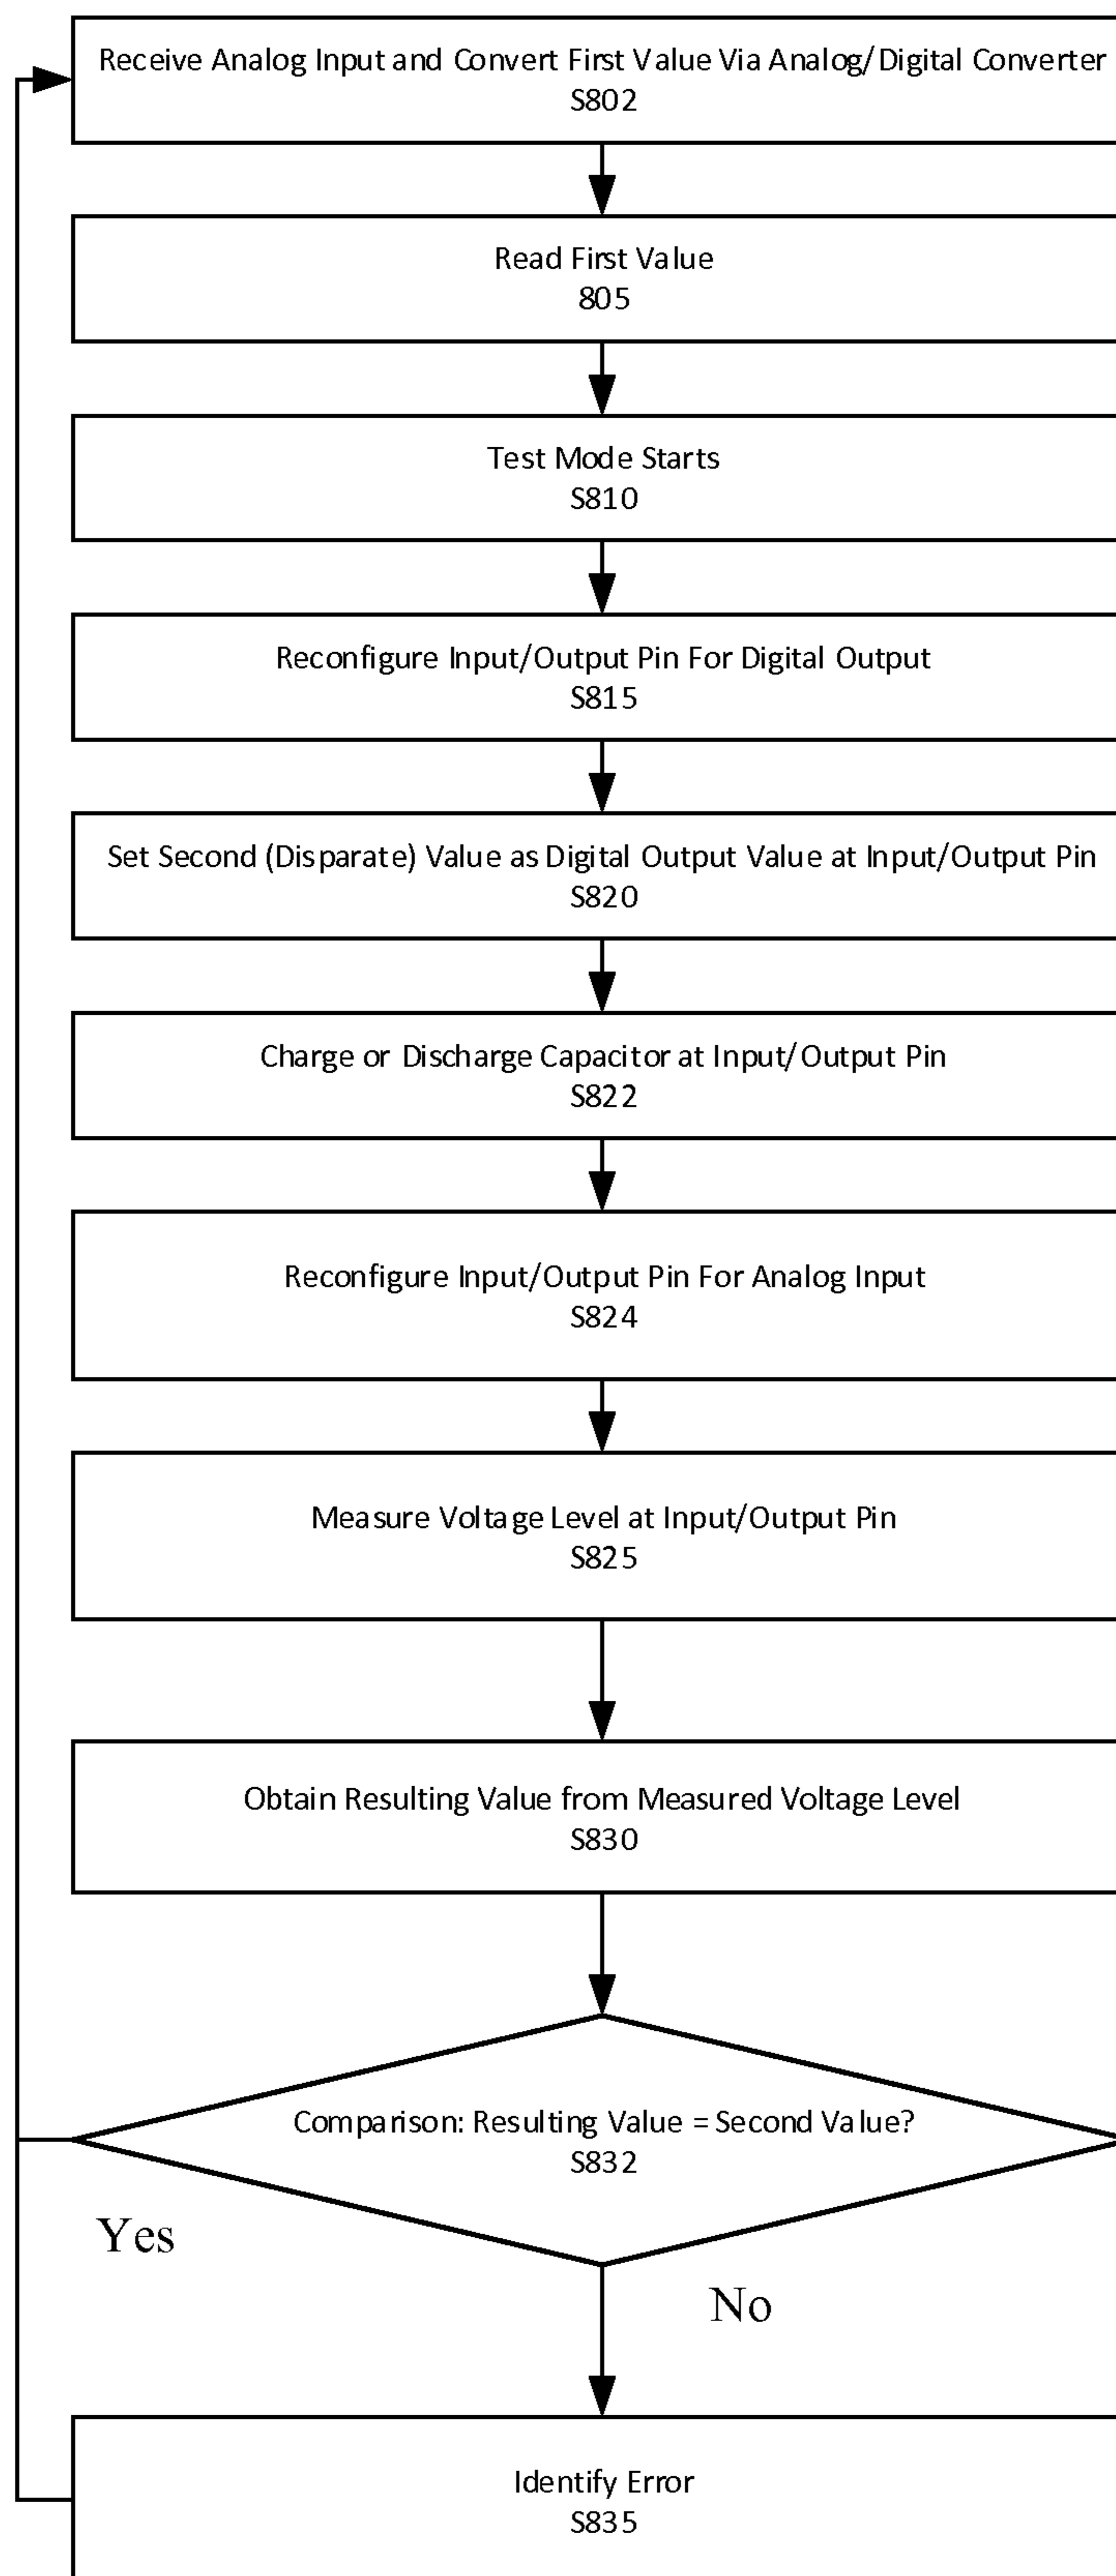 Receive Analog Input and Convert First Value Via Analog/Digital Converter
S802
Read First Value
805
Test Mode Starts
S810
Reconfigure Input/Output Pin For Digital Output
S815
Set Second (Disparate) Value as Digital Output Value at Input/Output Pin
S820
Charge or Discharge Capacitor at Input/Output Pin
S822
Reconfigure Input/Output Pin For Analog Input
S824
Measure Voltage Level at Input/Output Pin
S825
Obtain Resulting Value from Measured Voltage Level
S830
Comparison: Resulting Value = Second Value?
S832
Yes
No
Identify Error
S835